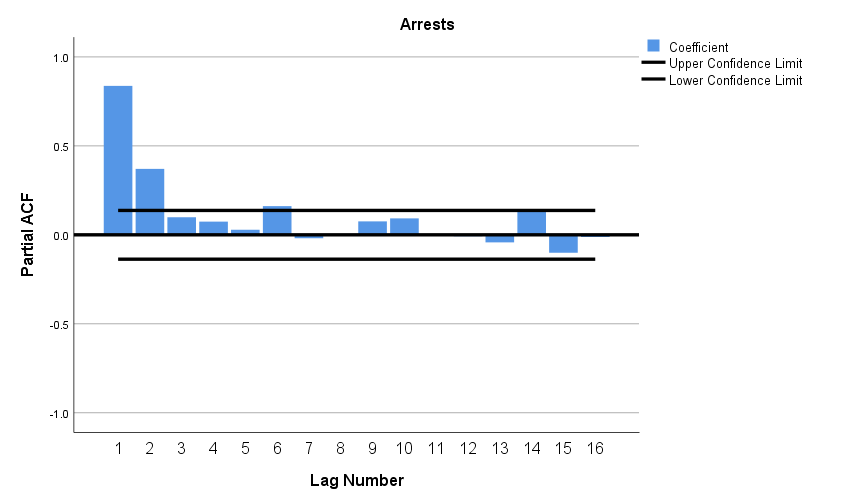 Arrests
Coefficient
Upper Confidence Limit
Lower Confidence Limit
Partial ACF
1.0
0.5
0.0
-0.5
-1.0
1 2 3 4 5 6 7 8 9 10 11 12 13 14 15 16
Lag Number